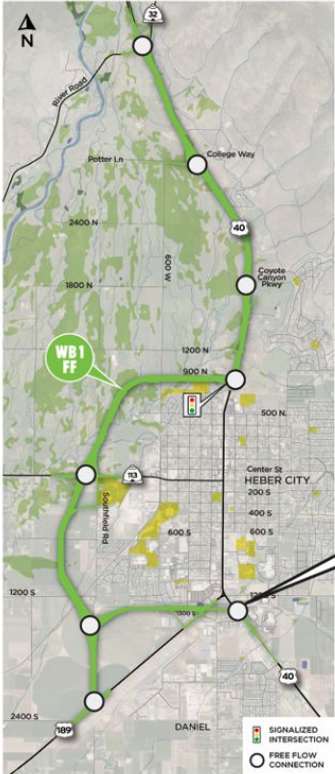 32
N
River Road
Potter Ln
College Way
2400 N
600 W
40
1800 N
Coyote
Canyon
Pkwy
WB1
FF
1200 N
900 N
500 N.
Center St
HEBER CITY
113
200 S
400 S
600 S
Southfield Rd
600 S
1200 S
1300 S
40
2400 S
189
DANIEL
SIGNALIZED
INTERSECTION
FREE FLOW
CONNECTION